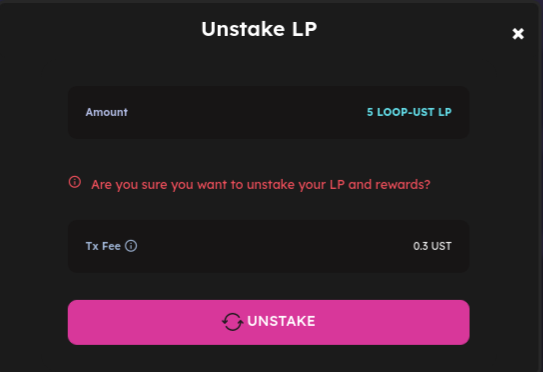 Unstake LP
Amount 5 LOOP-UST LP
Are you sure you want to unstake your LP and rewards?
Tx Fee 0.3 UST
UNSTAKE